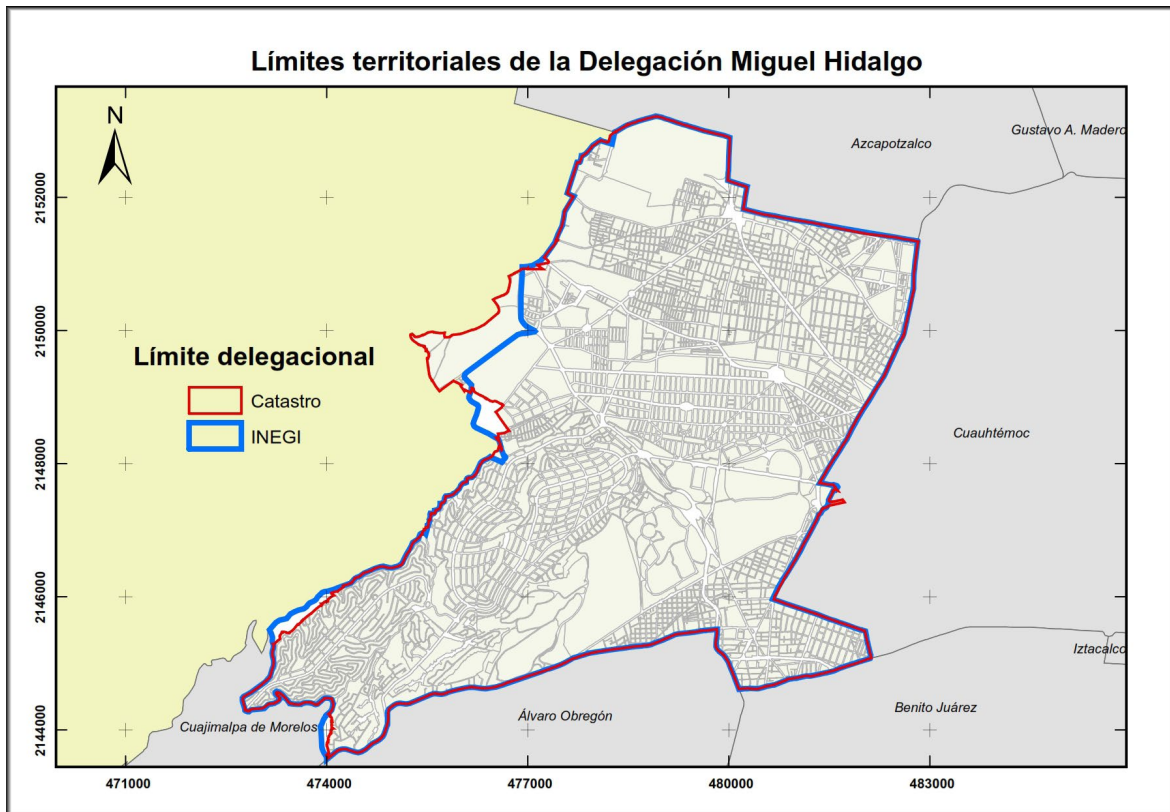 Límites territoriales de la Delegación Miguel Hidalgo
N
Gustavo A. Madero
Azcapotzalco
2152000
2150000
Límite delegacional
Catastro
INEGI
Cuauhtémoc
2148000
2146000
Iztacalco
Benito Juárez
Álvaro Obregón
Cuajimalpa de Morelos
2144000
471000 474000 477000 480000 483000